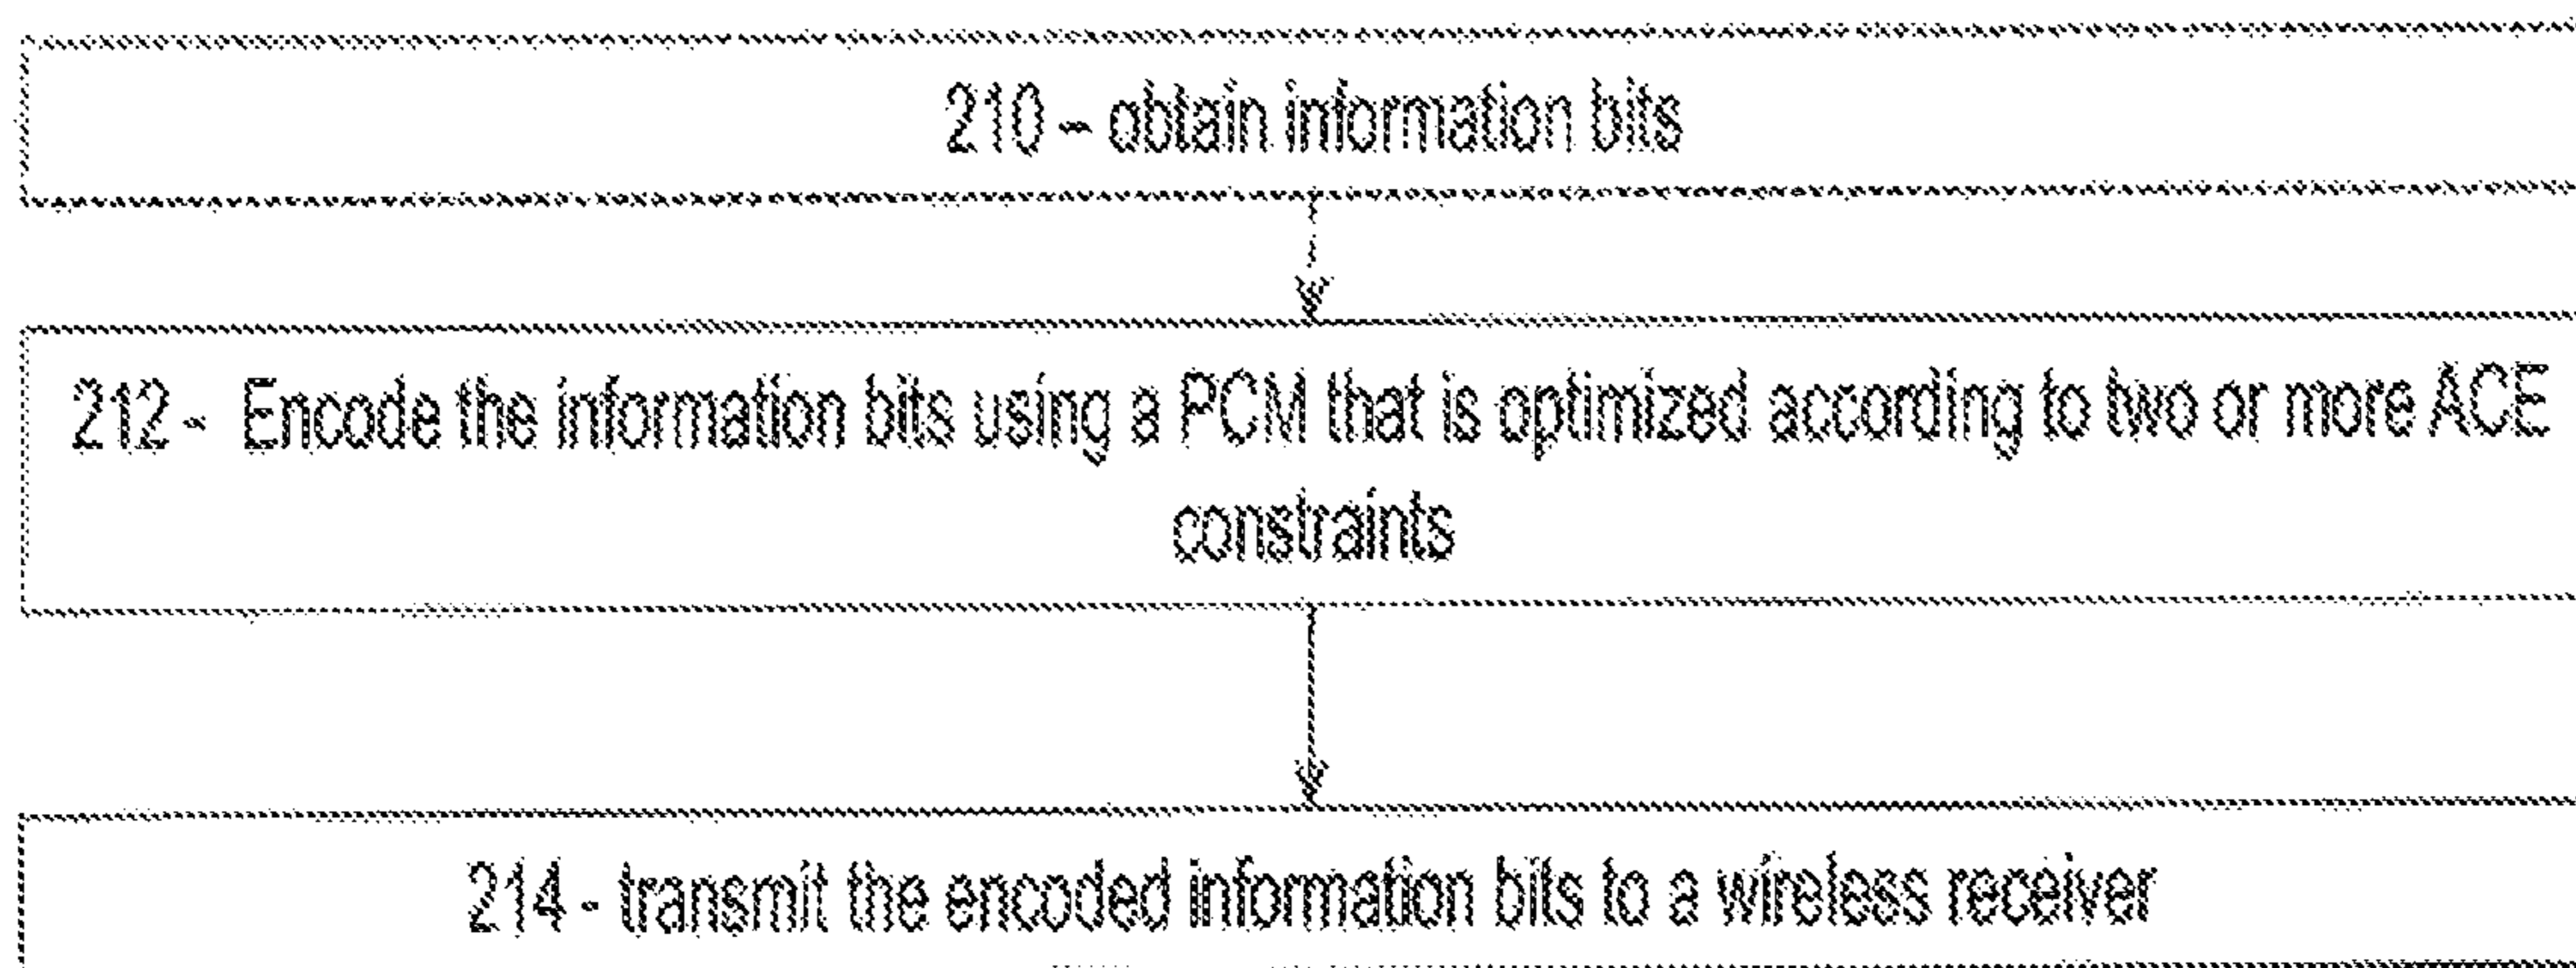 210 – obtain information bits
212 - Encode the information bits using a PCM that is optimized according to two or more ACE
constraints
214 - transmit the encoded information bits to a wireless receiver